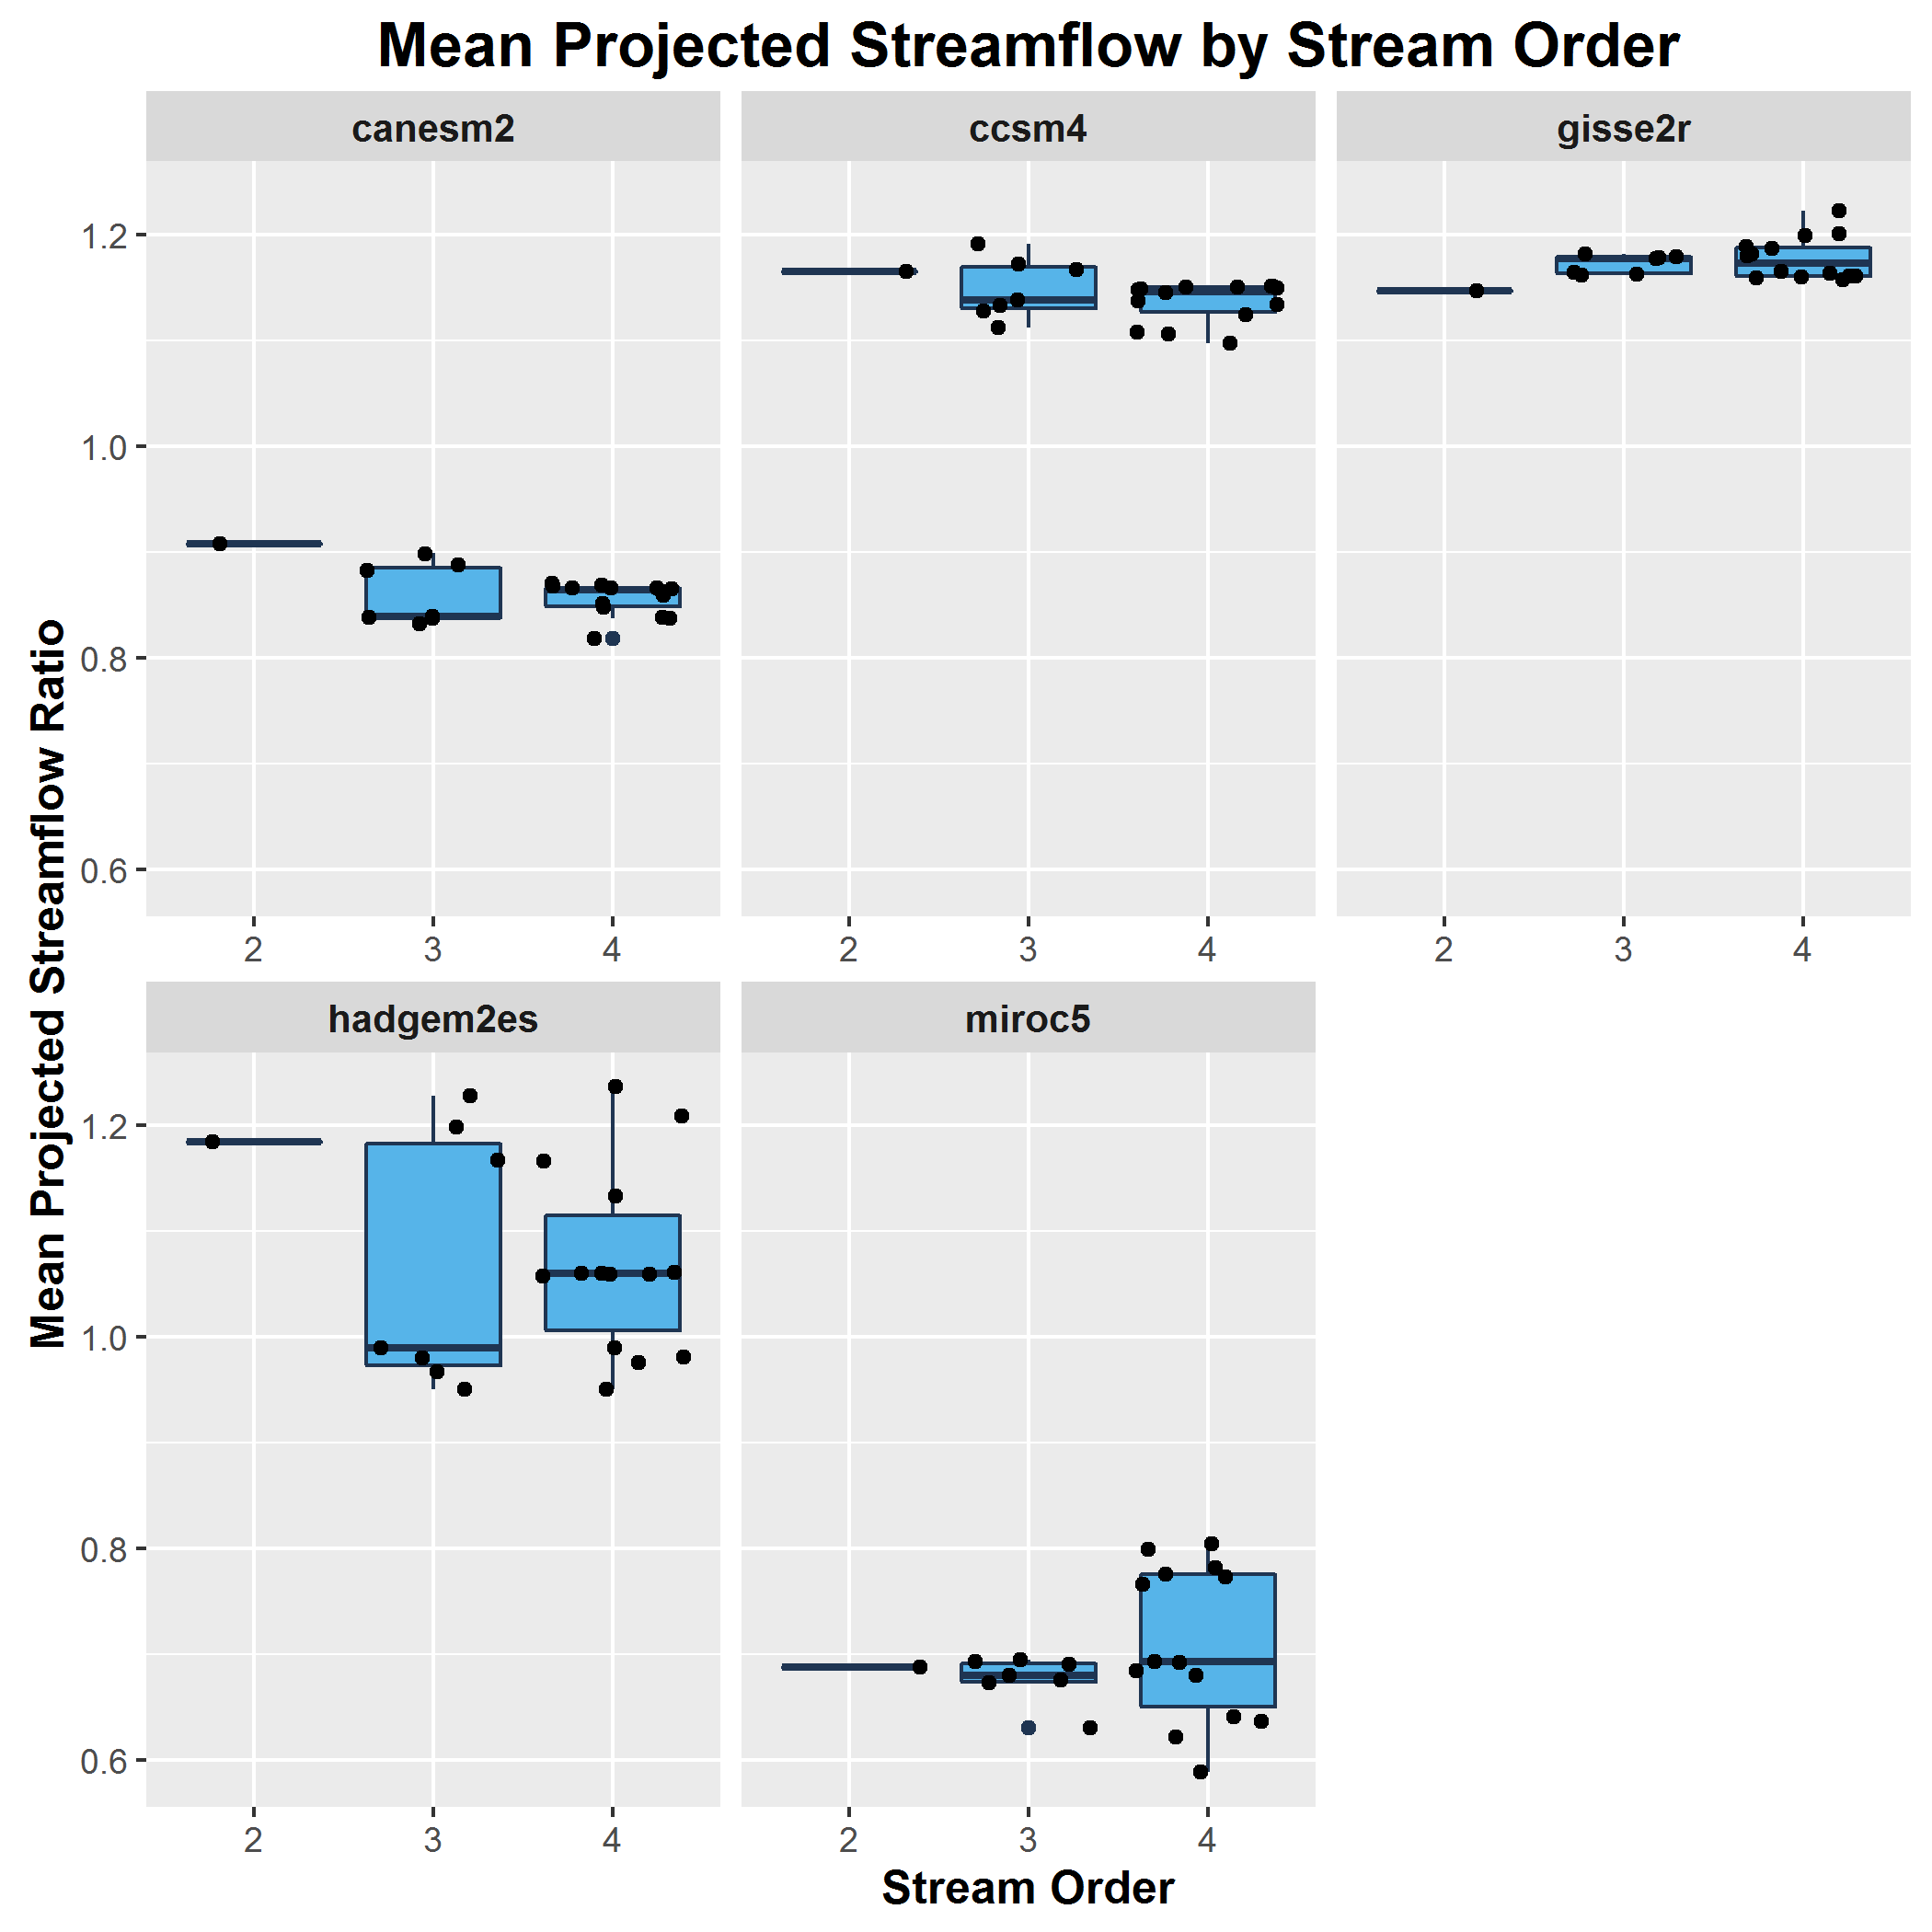 Mean Projected Streamflow by Stream Order
canesm2
ccsm4
gisse2r
1.2
1.0
0.8
0.6
2 3 4
2 3 4
2 3 4
Mean Projected Streamflow Ratio
hadgem2es
miroc5
1.2
1.0
0.8
0.6
2 3 4
2 3 4
Stream Order